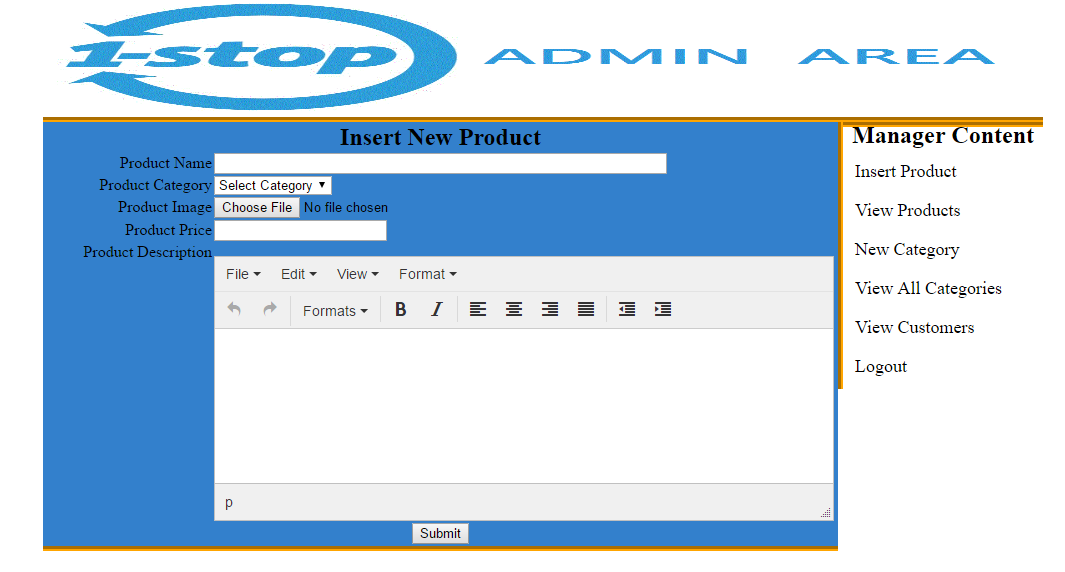 1-stop ADMIN AREA
Insert New Product
Product Name
Product Category Select Category
Product Image Choose File No file chosen
Product Price
Product Description
File Edit View Format
Formats B I
p
Submit
Manager Content
Insert Product
View Products
New Category
View All Categories
View Customers
Logout